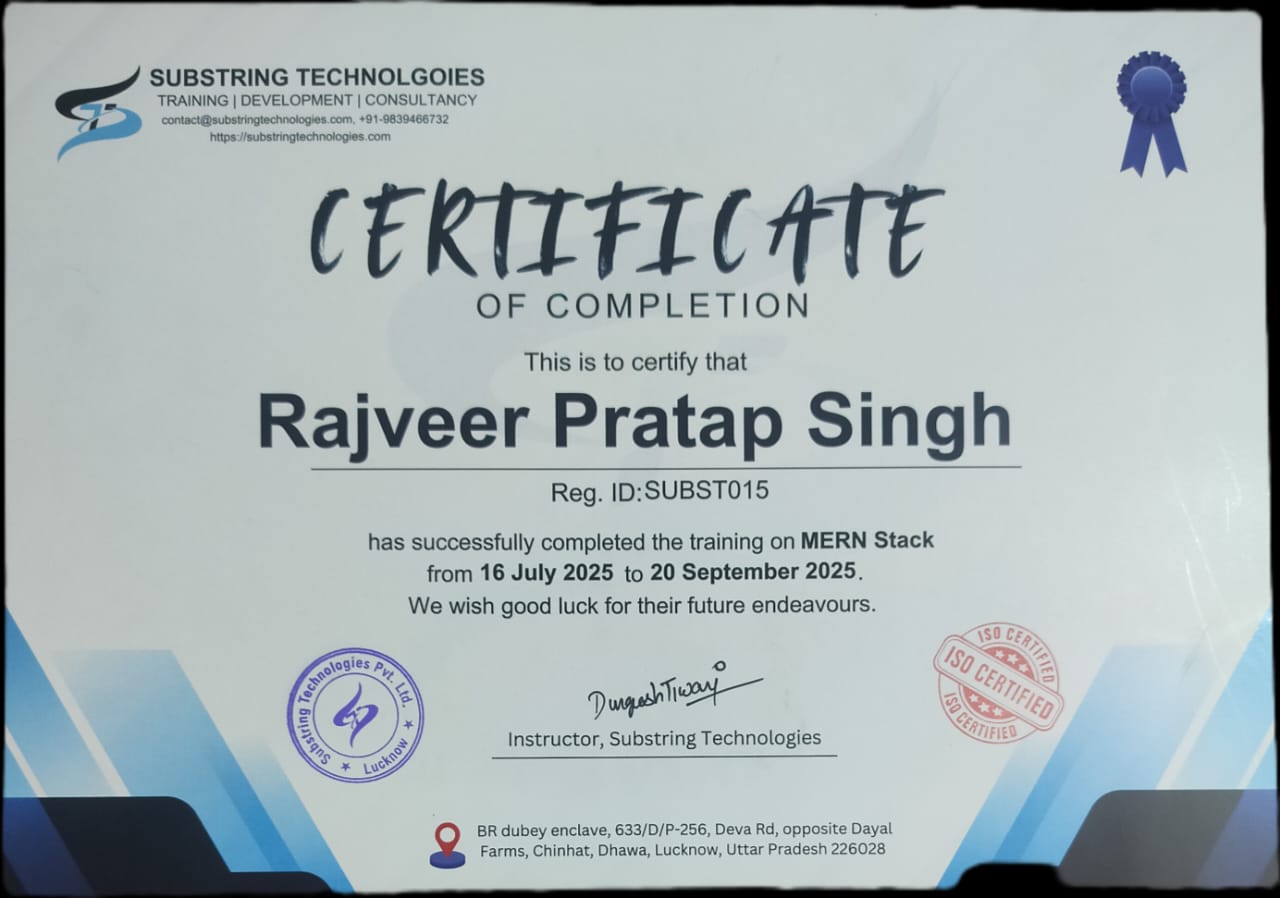 SUBSTRING TECHNOLGOIES
TRAINING | DEVELOPMENT | CONSULTANCY
contact@substringtechnologies.com, +91-9839466732
https://substringtechnologies.com
CERTIFICATE
OF COMPLETION
This is to certify that
Rajveer Pratap Singh
Reg. ID:SUBST015
has successfully completed the training on MERN Stack
from 16 July 2025 to 20 September 2025.
We wish good luck for their future endeavours.
Substring Technologies Pvt. Ltd.
★ Lucknow ★
Durgesh Tiwari
ISO CERTIFIED
ISO CERTIFIED
ISO CERTIFIED
Instructor, Substring Technologies
BR dubey enclave, 633/D/P-256, Deva Rd, opposite Dayal
Farms, Chinhat, Dhawa, Lucknow, Uttar Pradesh 226028